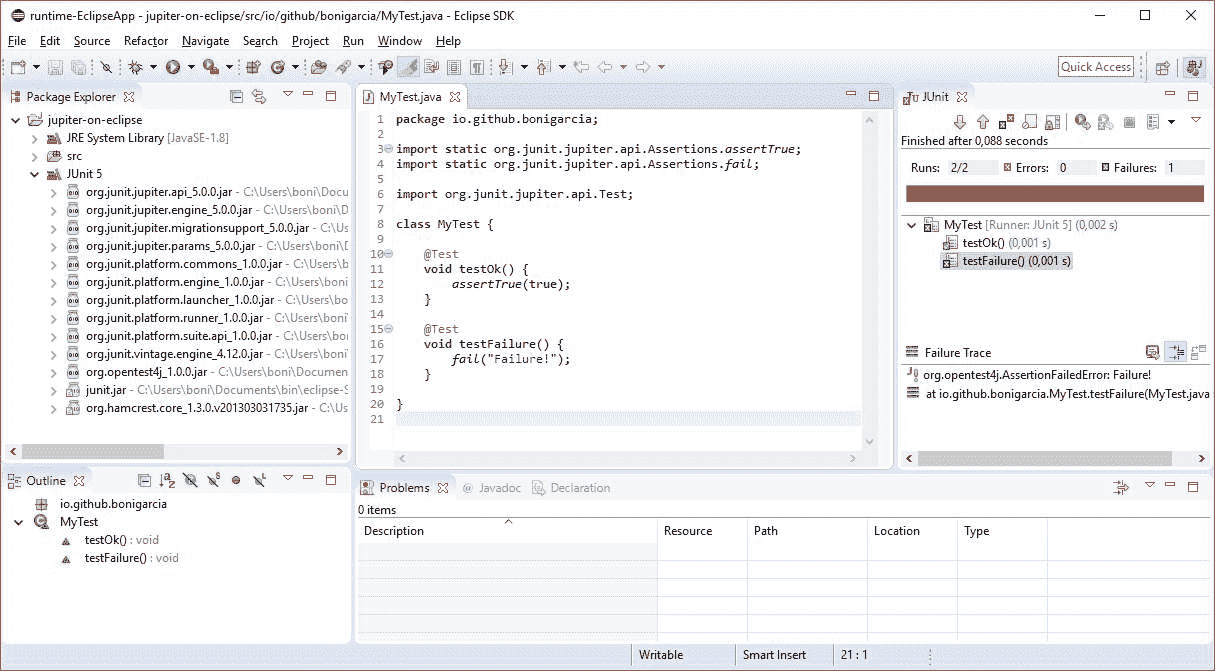 runtime-EclipseApp - jupiter-on-eclipse/src/io/github/bonigarcia/MyTest.java - Eclipse SDK
File Edit Source Refactor Navigate Search Project Run Window Help
Quick Access
Package Explorer
jupiter-on-eclipse
JRE System Library [JavaSE-1.8]
src
JUnit 5
org.junit.jupiter.api_5.0.0.jar - C:\Users\boni\Docu
org.junit.jupiter.engine_5.0.0.jar - C:\Users\boni\D
org.junit.jupiter.migrationsupport_5.0.0.jar - C:\Us
org.junit.jupiter.params_5.0.0.jar - C:\Users\boni\D
org.junit.platform.commons_1.0.0.jar - C:\Users\b
org.junit.platform.engine_1.0.0.jar - C:\Users\boni
org.junit.platform.launcher_1.0.0.jar - C:\Users\bo
org.junit.platform.runner_1.0.0.jar - C:\Users\boni
org.junit.platform.suite.api_1.0.0.jar - C:\Users\bo
org.junit.vintage.engine_4.12.0.jar - C:\Users\boni\
org.opentest4j_1.0.0.jar - C:\Users\boni\Documen
junit.jar - C:\Users\boni\Documents\bin\eclipse-S
org.hamcrest.core_1.3.0.v201303031735.jar - C:\Us
MyTest.java
1 package io.github.bonigarcia;
2
3 import static org.junit.jupiter.api.Assertions.assertTrue;
4 import static org.junit.jupiter.api.Assertions.fail;
5
6 import org.junit.jupiter.api.Test;
7
8 class MyTest {
9
10 @Test
11 void testOk() {
12 assertTrue(true);
13 }
14
15 @Test
16 void testFailure() {
17 fail("Failure!");
18 }
19
20 }
21
JUnit
Finished after 0,088 seconds
Runs: 2/2 Errors: 0 Failures: 1
MyTest [Runner: JUnit 5] (0,002 s)
testOk() (0,001 s)
testFailure() (0,001 s)
Failure Trace
org.opentest4j.AssertionFailedError: Failure!
at io.github.bonigarcia.MyTest.testFailure(MyTest.java
Outline
io.github.bonigarcia
MyTest
testOk() : void
testFailure() : void
Problems @ Javadoc Declaration
0 items
Description Resource Path Location Type
Writable Smart Insert 21 : 1